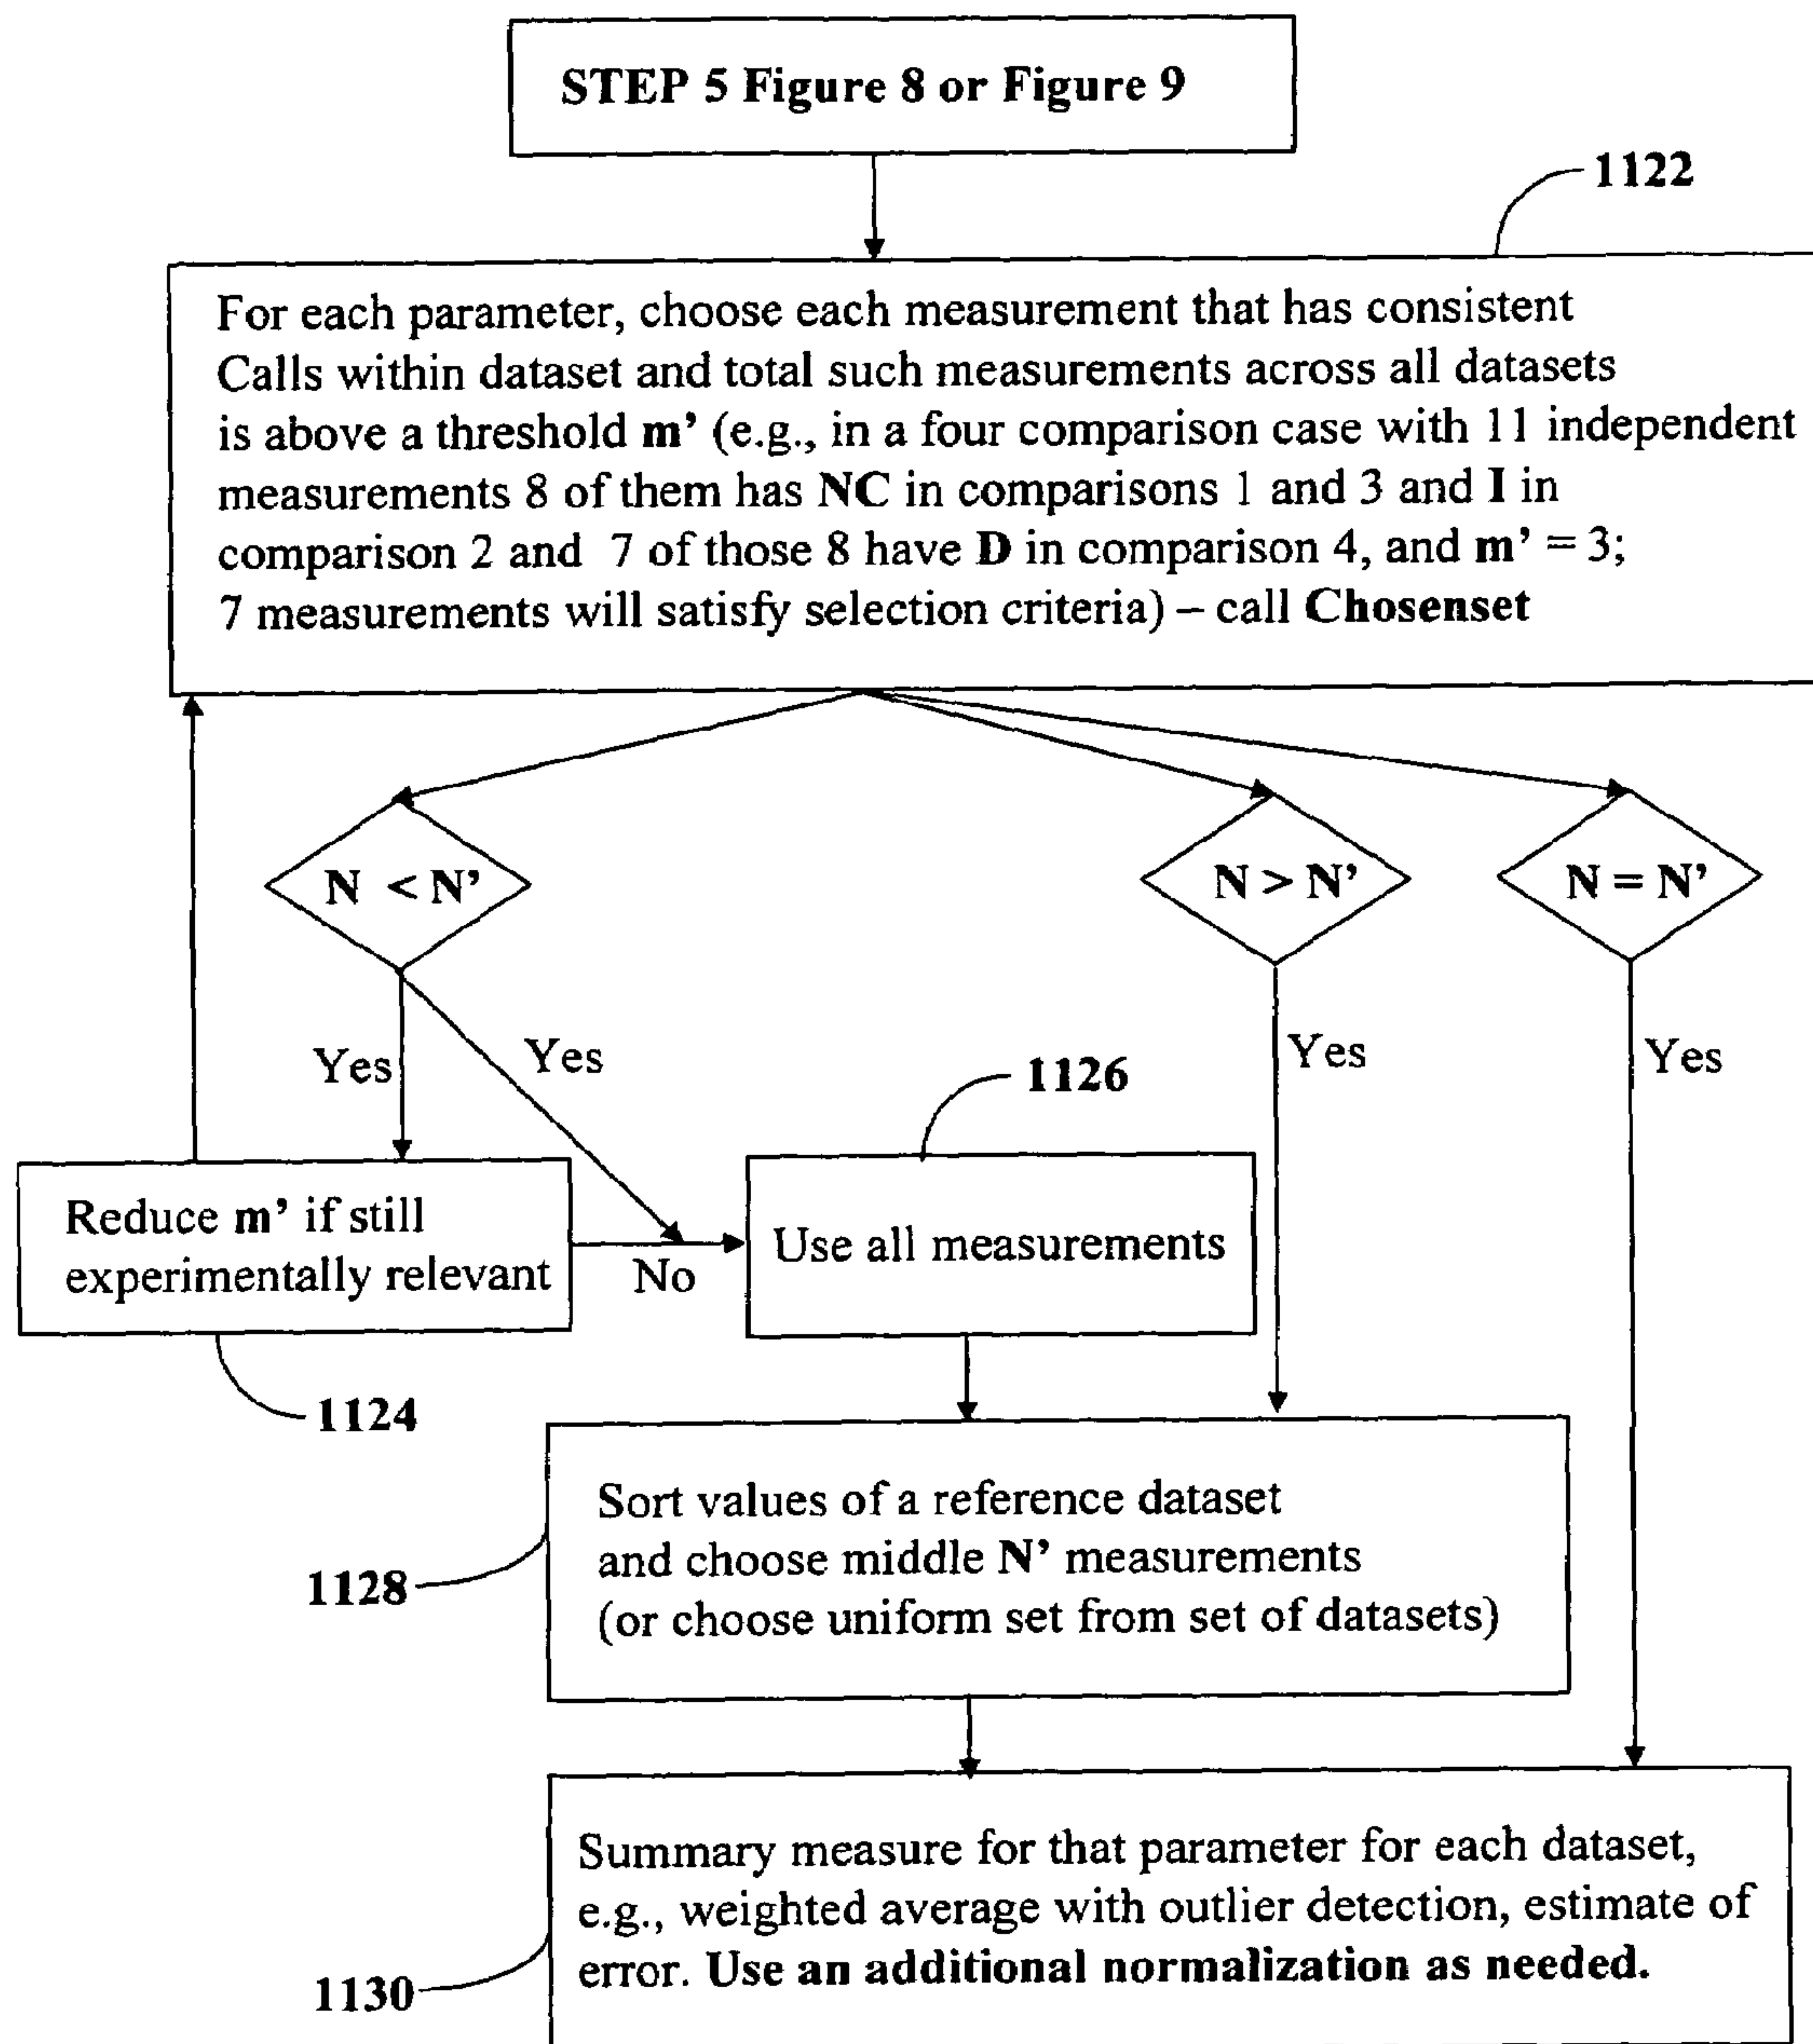 STEP 5 Figure 8 or Figure 9
1122
For each parameter, choose each measurement that has consistent
Calls within dataset and total such measurements across all datasets
is above a threshold m’ (e.g., in a four comparison case with 11 independent
measurements 8 of them has NC in comparisons 1 and 3 and I in
comparison 2 and 7 of those 8 have D in comparison 4, and m’ = 3;
7 measurements will satisfy selection criteria) – call Chosenset
N < N’
N > N’
N = N’
Yes
Yes
Yes
Yes
1126
Reduce m’ if still
experimentally relevant
No
Use all measurements
1124
Sort values of a reference dataset
and choose middle N’ measurements
(or choose uniform set from set of datasets)
1128
Summary measure for that parameter for each dataset,
e.g., weighted average with outlier detection, estimate of
error. Use an additional normalization as needed.
1130